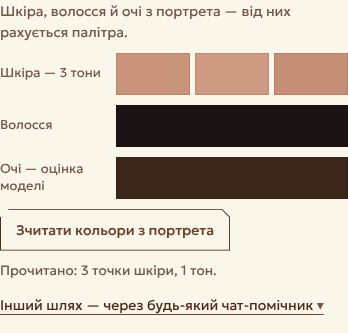 Шкіра, волосся й очі з портрета — від них
рахується палітра.
Шкіра — 3 тони
Волосся
Очі — оцінка
моделі
Зчитати кольори з портрета
Прочитано: 3 точки шкіри, 1 тон.
Інший шлях — через будь-який чат-помічник ▾